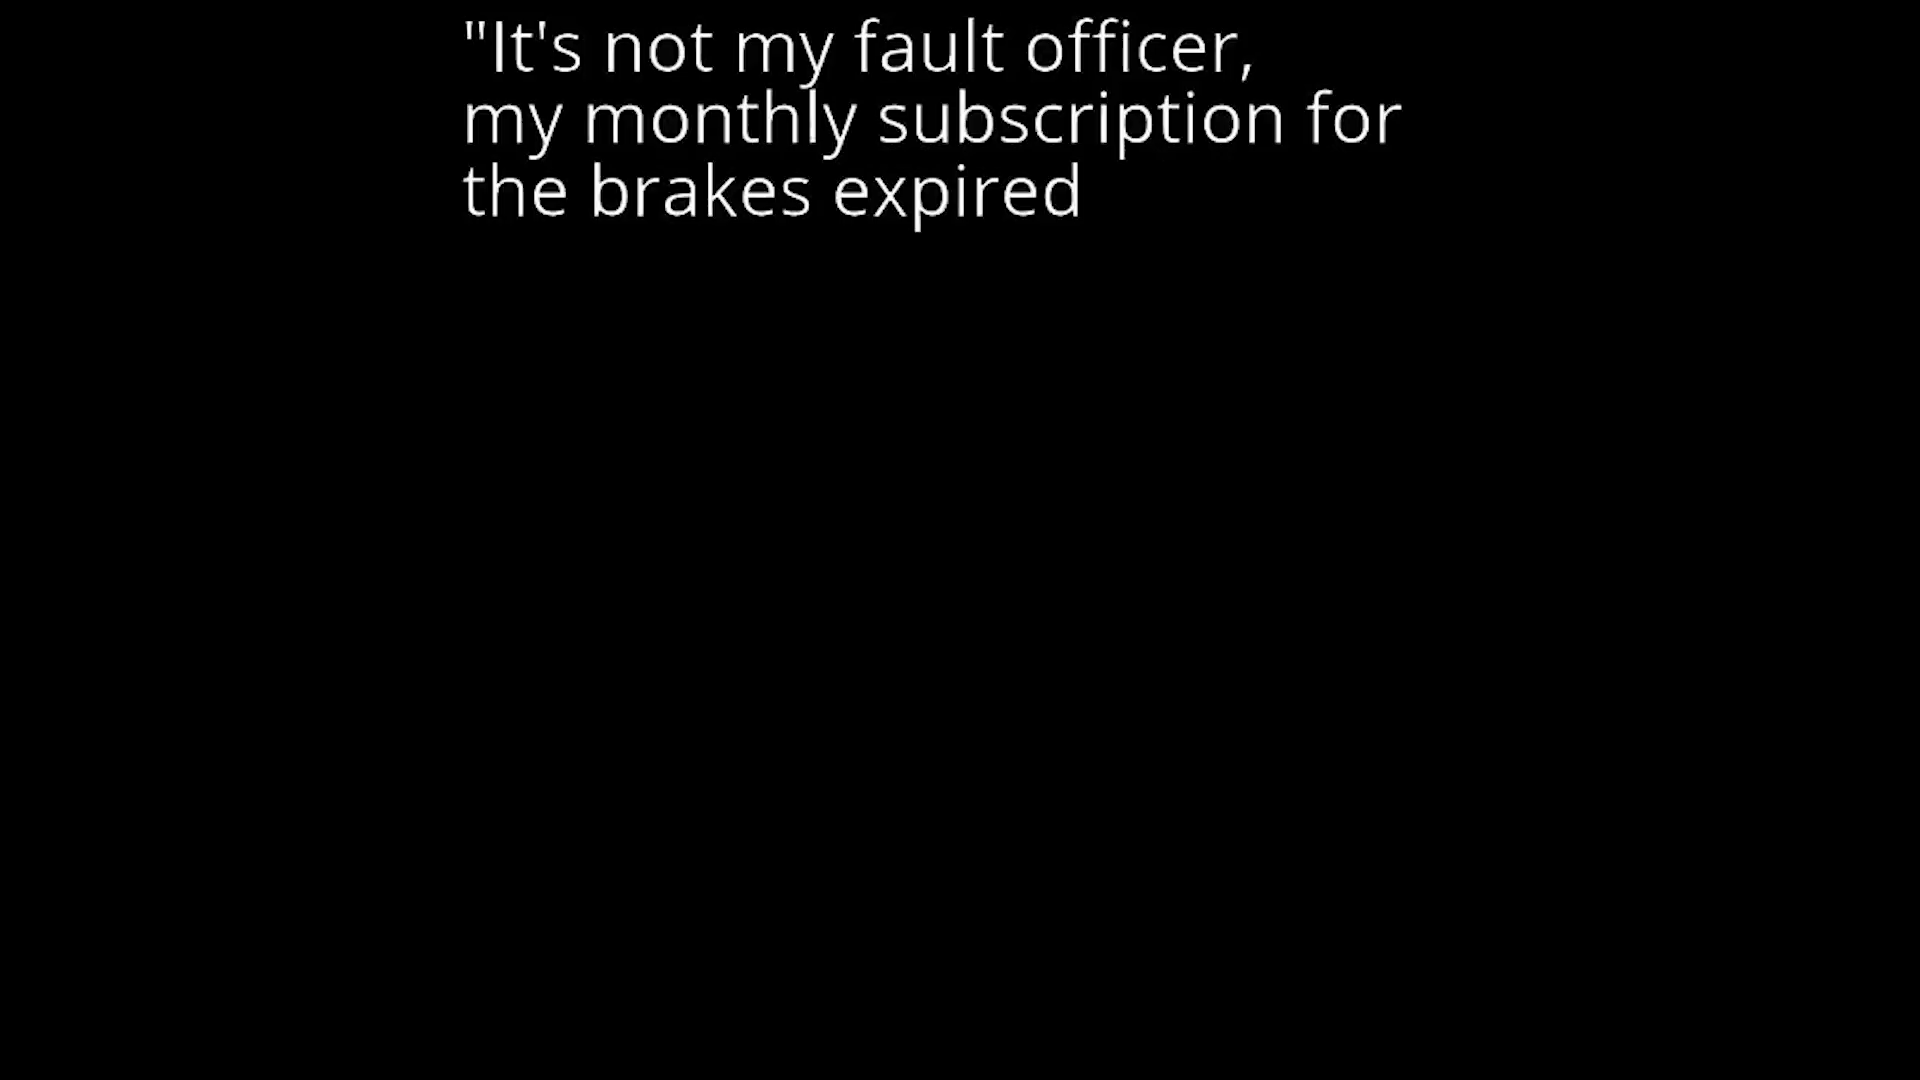 "It's not my fault officer,
my monthly subscription for
the brakes expired